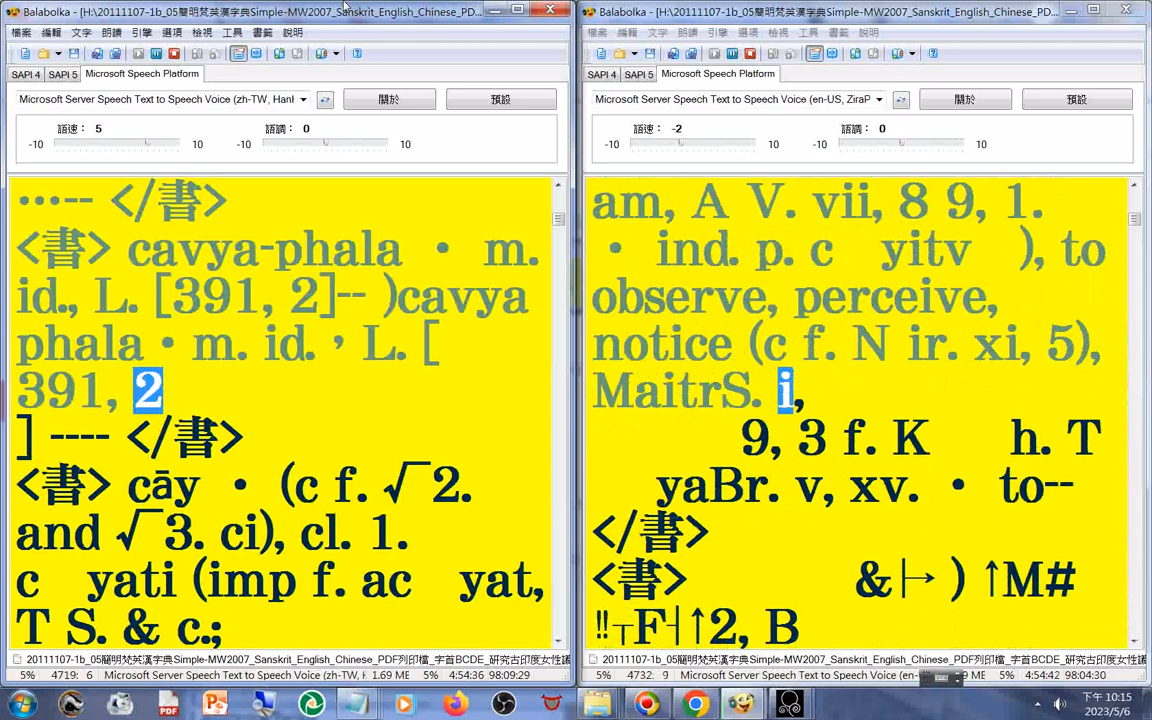 Balabolka - [H:\20111107-1b_05簡明梵英漢字典Simple-MW2007_Sanskrit_English_Chinese_PD...
檔案 編輯 文字 朗讀 引擎 選項 檢視 工具 書籤 說明
SAPI 4 SAPI 5 Microsoft Speech Platform
Microsoft Server Speech Text to Speech Voice (zh-TW, Hanl 關於 預設
語速： 5 語調： 0
-10 10 -10 10
…-- </書>
<書> cavya-phala • m.
id., L. [391, 2]-- )cavya
phala • m. id. ，L. [
391, 2
] ---- </書>
<書> cāy • (c f. √2.
and √3. ci), cl. 1.
c yati (imp f. ac yat,
T S. & c.;
20111107-1b_05簡明梵英漢字典Simple-MW2007_Sanskrit_English_Chinese_PDF列印檔_字首BCDE_研究古印度女性議
5% 4719: 6 Microsoft Server Speech Text to Speech Voice (zh-TW, H 1.69 MB 5% 4:54:36 98:09:29
Balabolka - [H:\20111107-1b_05簡明梵英漢字典Simple-MW2007_Sanskrit_English_Chinese_PD...
檔案 編輯 文字 朗讀 引擎 選項 檢視 工具 書籤 說明
SAPI 4 SAPI 5 Microsoft Speech Platform
Microsoft Server Speech Text to Speech Voice (en-US, ZiraP 關於 預設
語速： -2 語調： 0
-10 10 -10 10
am, A V. vii, 8 9, 1.
• ind. p. c yitv ), to
observe, perceive,
notice (c f. N ir. xi, 5),
MaitrS. i,
9, 3 f. K h. T
yaBr. v, xv. • to--
</書>
<書> &├→ ) ↑M#
‼┬F┤↑2, B
20111107-1b_05簡明梵英漢字典Simple-MW2007_Sanskrit_English_Chinese_PDF列印檔_字首BCDE_研究古印度女性議
5% 4732: 9 Microsoft Server Speech Text to Speech Voice (en-US, 9 MB 5% 4:54:42 98:04:30
下午 10:15
2023/5/6